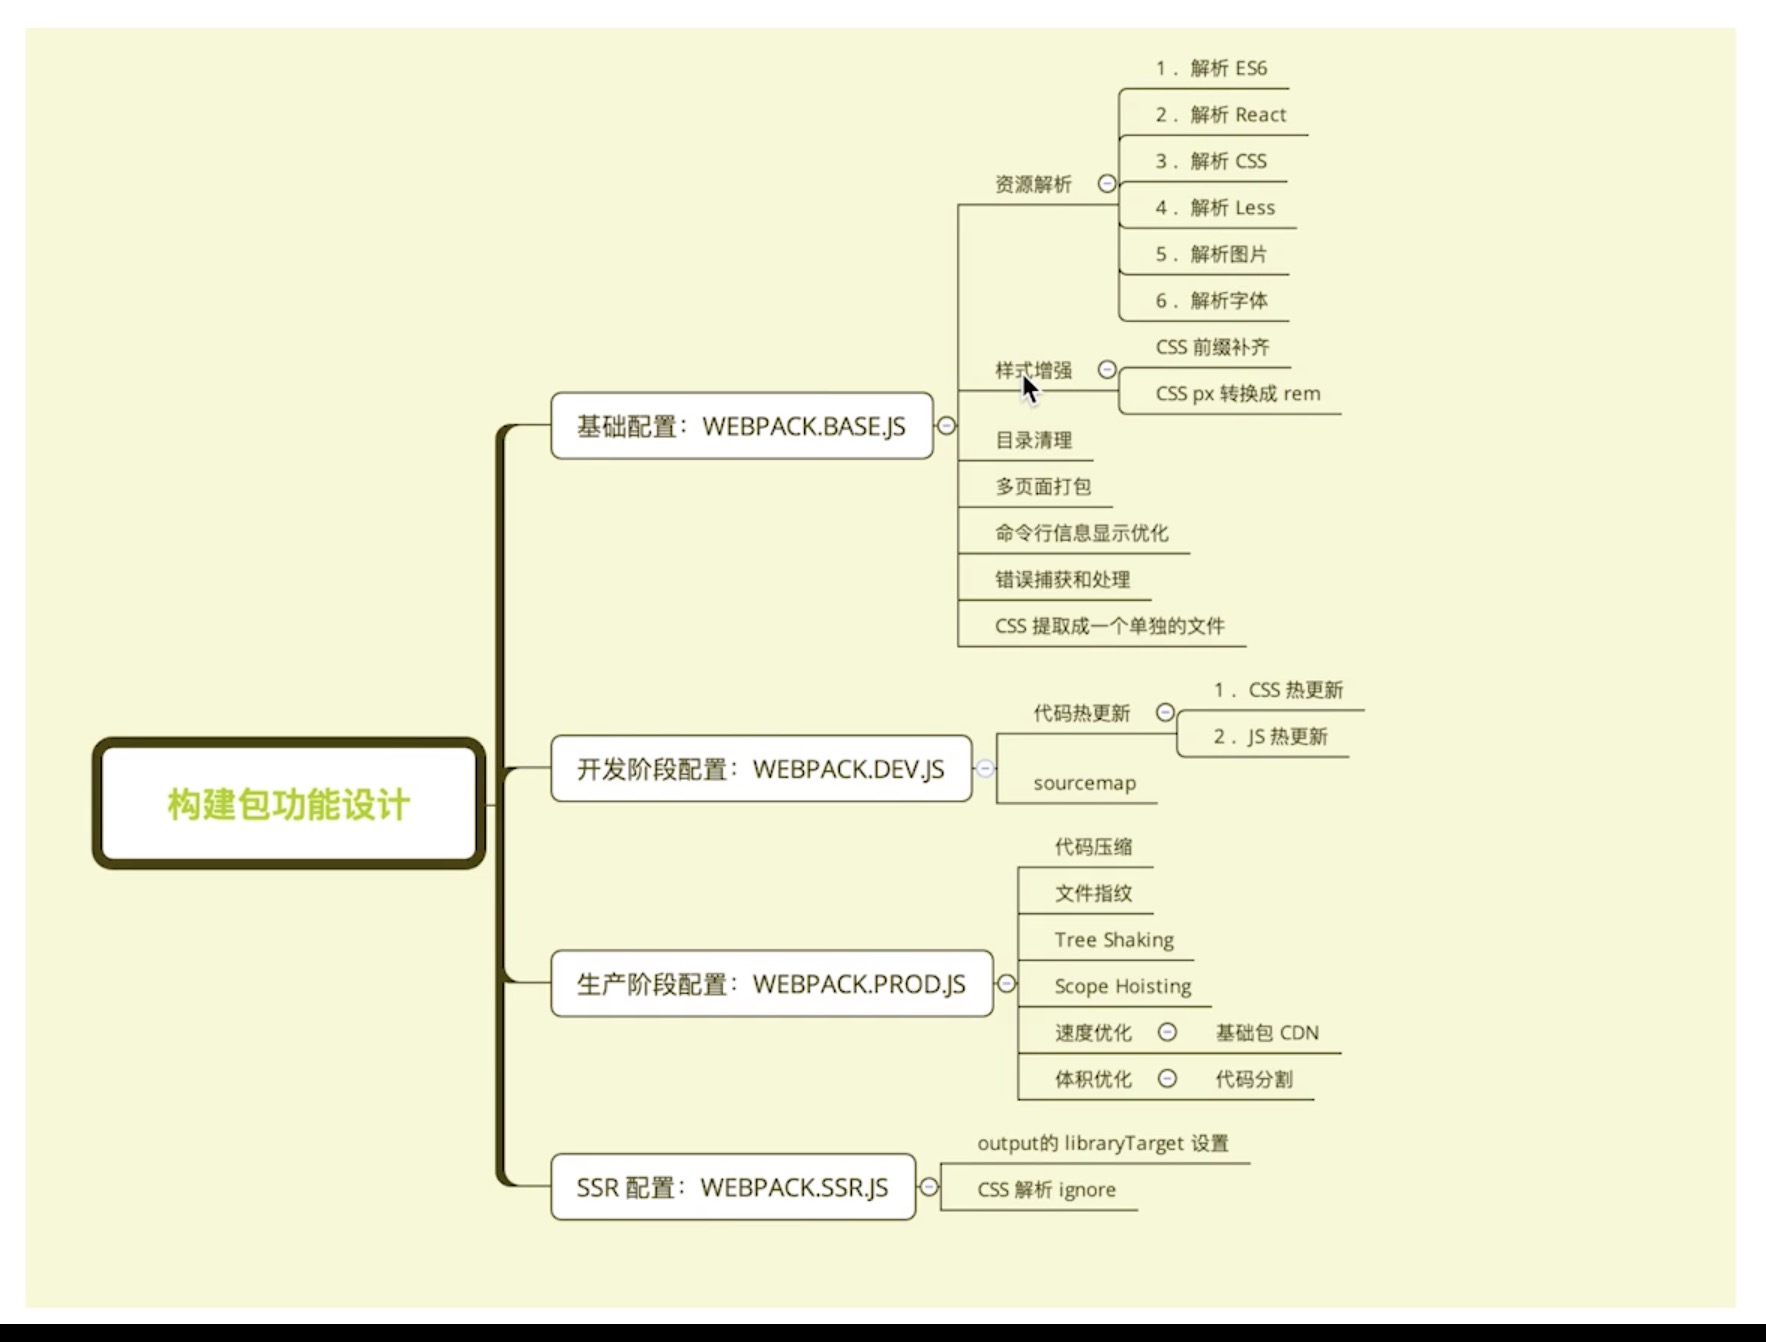 构建包功能设计
基础配置：WEBPACK.BASE.JS
资源解析
1． 解析 ES6
2． 解析 React
3． 解析 CSS
4． 解析 Less
5． 解析图片
6． 解析字体
样式增强
CSS 前缀补齐
CSS px 转换成 rem
目录清理
多页面打包
命令行信息显示优化
错误捕获和处理
CSS 提取成一个单独的文件
开发阶段配置：WEBPACK.DEV.JS
代码热更新
1． CSS 热更新
2． JS 热更新
sourcemap
生产阶段配置：WEBPACK.PROD.JS
代码压缩
文件指纹
Tree Shaking
Scope Hoisting
速度优化
基础包 CDN
体积优化
代码分割
SSR 配置：WEBPACK.SSR.JS
output的 libraryTarget 设置
CSS 解析 ignore